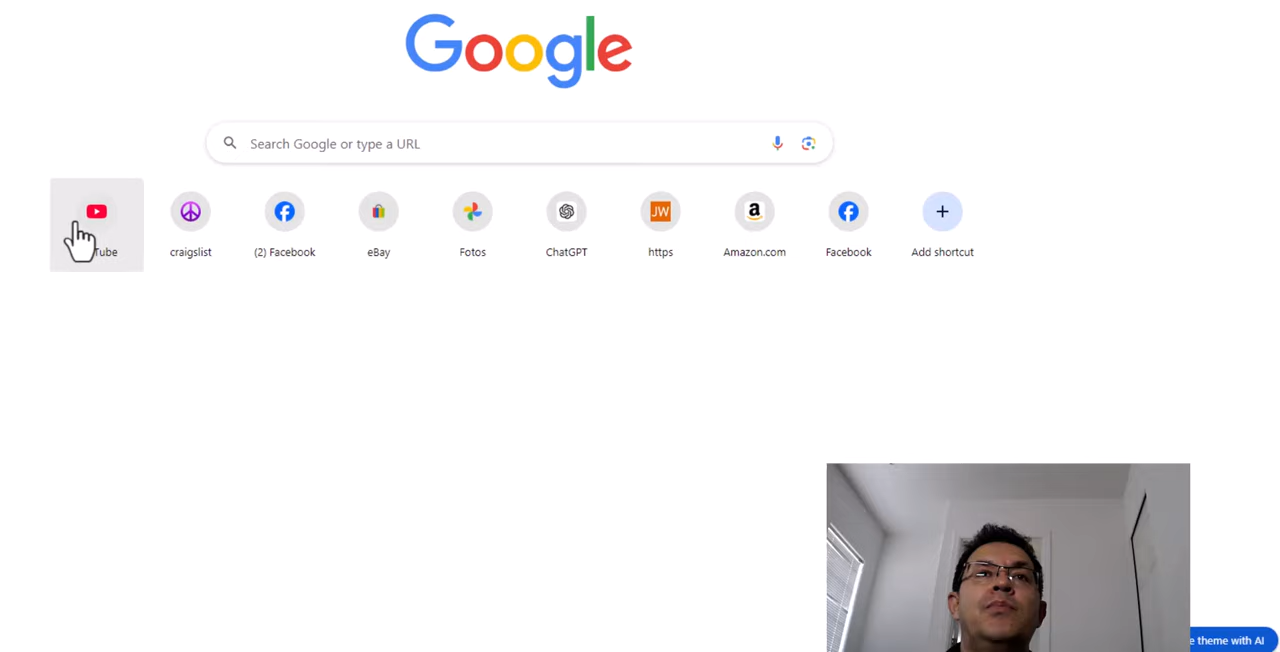 Google
Search Google or type a URL
Tube
craigslist
(2) Facebook
eBay
Fotos
ChatGPT
JW
https
Amazon.com
Facebook
Add shortcut
e theme with AI